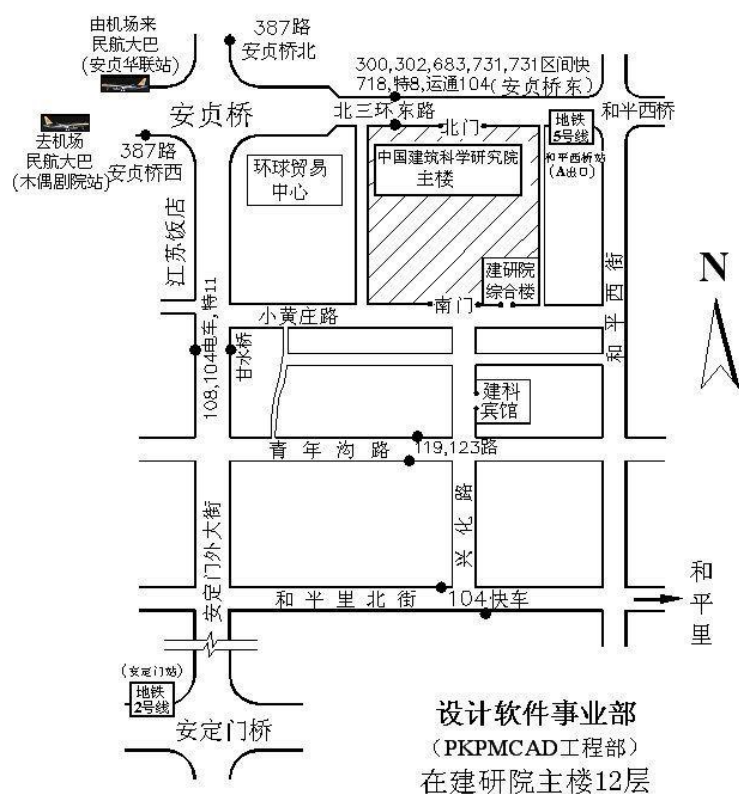 由机场来
民航大巴
(安贞华联站)
387路
安贞桥北
300,302,683,731,731区间快
718,特8,运通104(安贞桥东)
安贞桥
北三环东路
和平西桥
去机场
民航大巴
(木偶剧院站)
387路
安贞桥西
北门
地铁
5号线
和平西桥站
(A出口)
环球贸易
中心
中国建筑科学研究院
主楼
江苏饭店
建研院
综合楼
南门
和平西街
N
小黄庄路
108,104电车,特11
甘水桥
建科
宾馆
青年沟路
119,123路
兴化路
安定门外大街
和平里北街
104快车
和平里
(安定门站)
地铁
2号线
安定门桥
设计软件事业部
(PKPMCAD工程部)
在建研院主楼12层